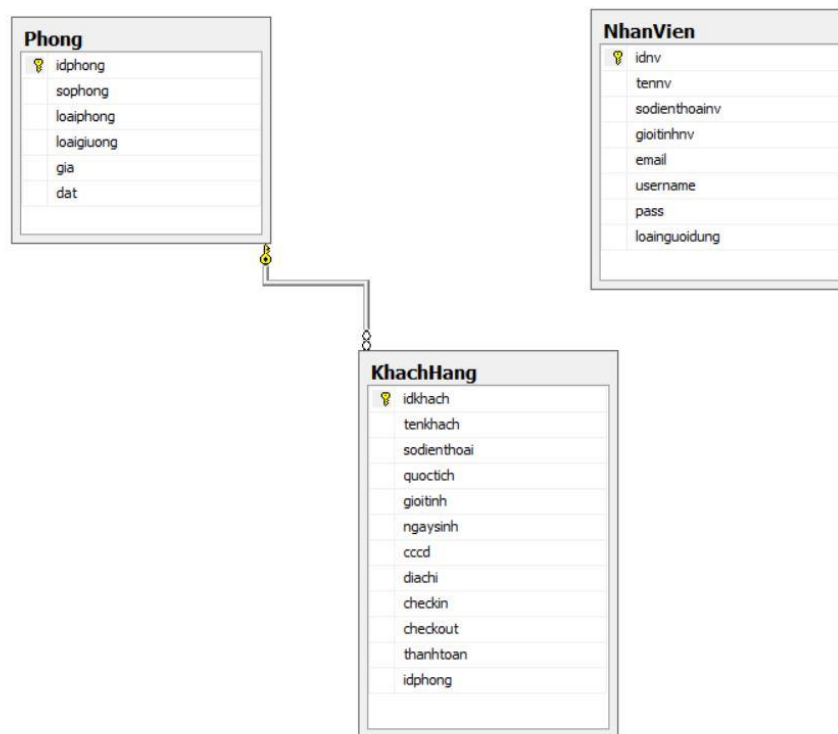 Phong
idphong
sophong
loaiphong
loaigiuong
gia
dat
NhanVien
idnv
tennv
sodienthoainv
gioitinhnv
email
username
pass
loainguoidung
KhachHang
idkhach
tenkhach
sodienthoai
quoctich
gioitinh
ngaysinh
cccd
diachi
checkin
checkout
thanhtoan
idphong